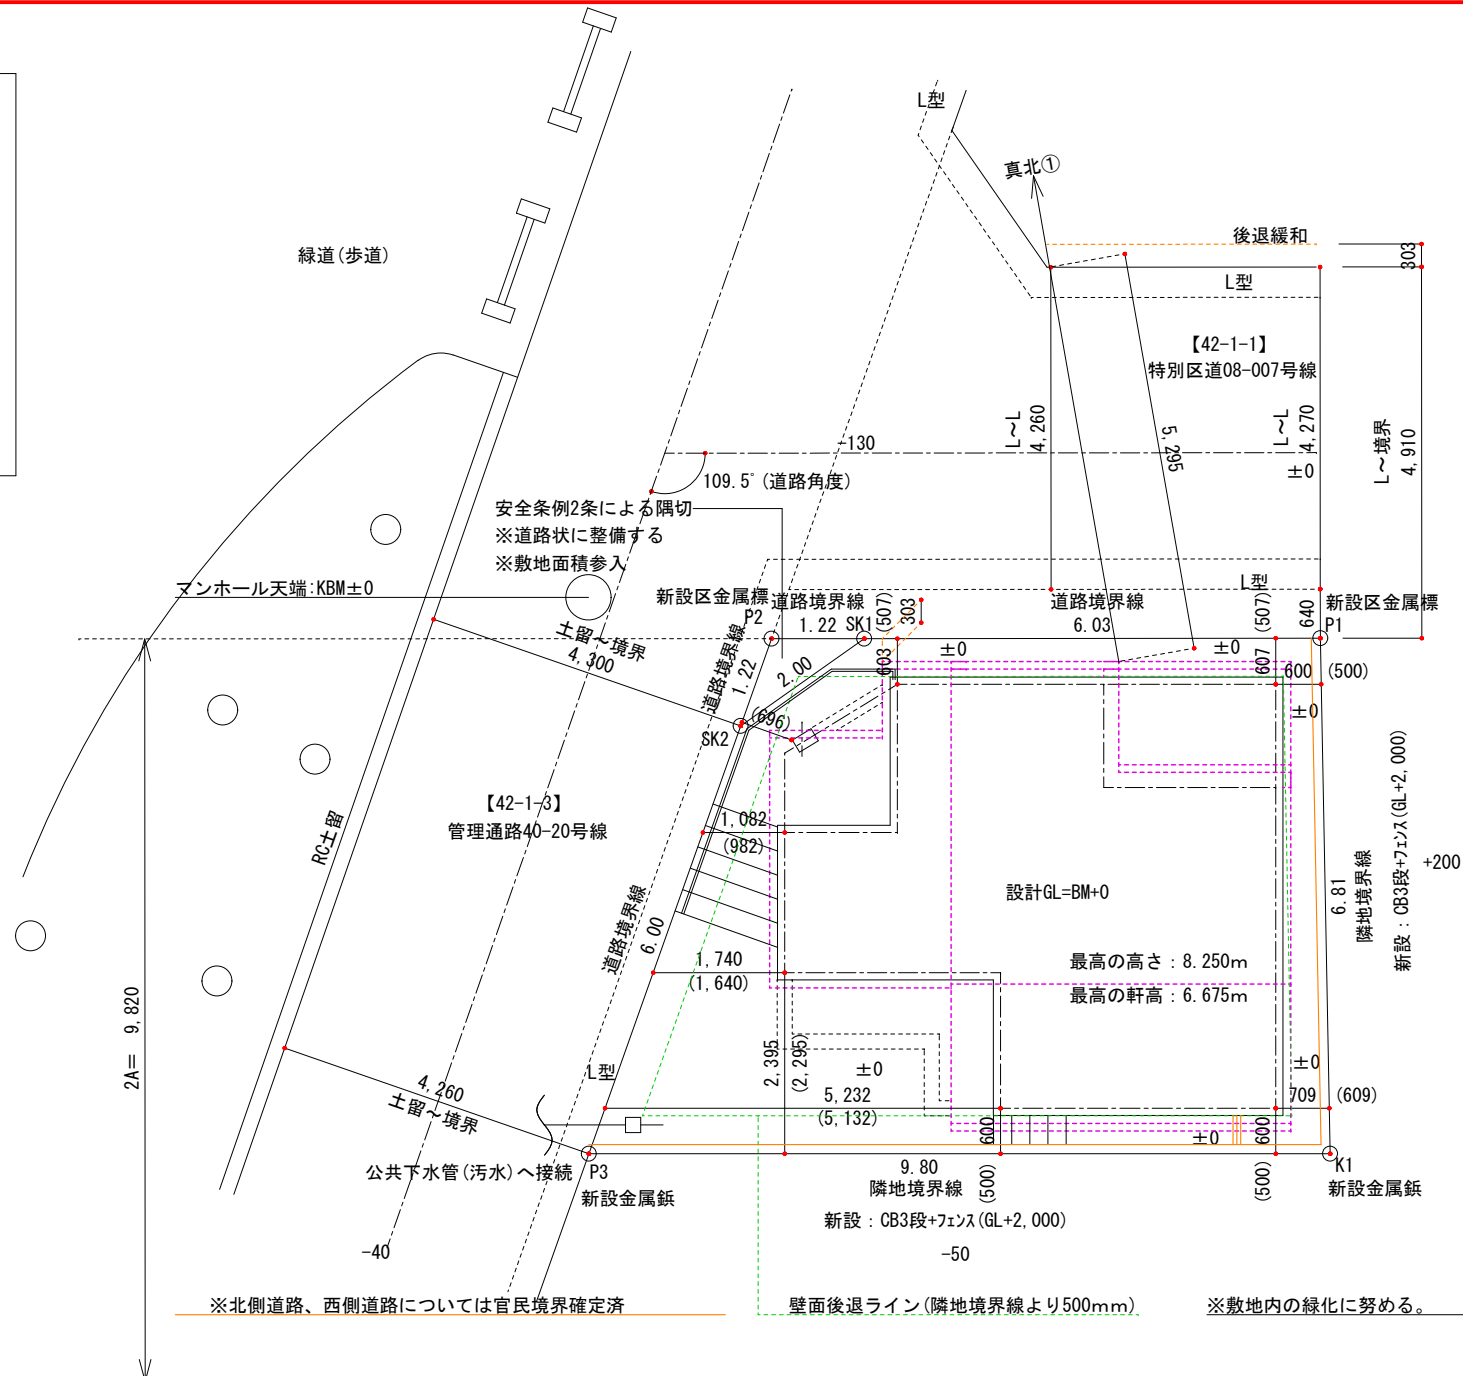 L型
真北①
緑道(歩道)
後退緩和
303
L型
【42-1-1】
特別区道08-007号線
L～L
4,260
5,295
L～L
4,270
±0
L～境界
4,910
-130
109.5°(道路角度)
安全条例2条による隅切
※道路状に整備する
※敷地面積参入
マンホール天端:KBM±0
新設区金属標
P2
道路境界線
1.22
SK1
(507)
303
道路境界線
6.03
L型
(507)
640
新設区金属標
P1
土留～境界
4,300
道路境界線
1.22
2.00
603
±0
±0
607
600
(500)
±0
(696)
SK2
【42-1-3】
管理通路40-20号線
1,082
(982)
RC土留
設計GL=BM+0
6.81
隣地境界線
新設：CB3段+フェンス(GL+2,000)
+200
道路境界線
6.00
1,740
(1,640)
最高の高さ：8.250m
最高の軒高：6.675m
2A= 9,820
2,395
(2,295)
±0
±0
L型
4,260
土留～境界
5,232
(5,132)
709
(609)
600
±0
600
公共下水管(汚水)へ接続
P3
新設金属鋲
9.80
隣地境界線
(500)
(500)
K1
新設金属鋲
新設：CB3段+フェンス(GL+2,000)
-40
-50
※北側道路、西側道路については官民境界確定済
壁面後退ライン(隣地境界線より500mm)
※敷地内の緑化に努める。